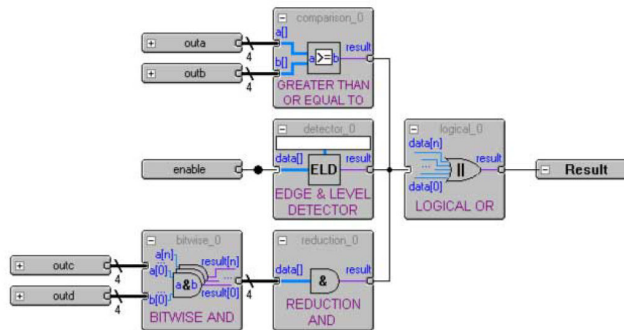 comparison_0
a[]
outa
4
a
>=
b
result
outb
4
b[]
GREATER THAN
OR EQUAL TO
detector_0
enable
data[]
ELD
result
EDGE & LEVEL
DETECTOR
logical_0
data[n]
...
||
result
data[0]
LOGICAL OR
Result
bitwise_0
outc
4
a[n]
a[0]
...
a&b
result[n]
...
result[0]
4
outd
4
b[0]
BITWISE AND
reduction_0
data[]
&
result
REDUCTION
AND